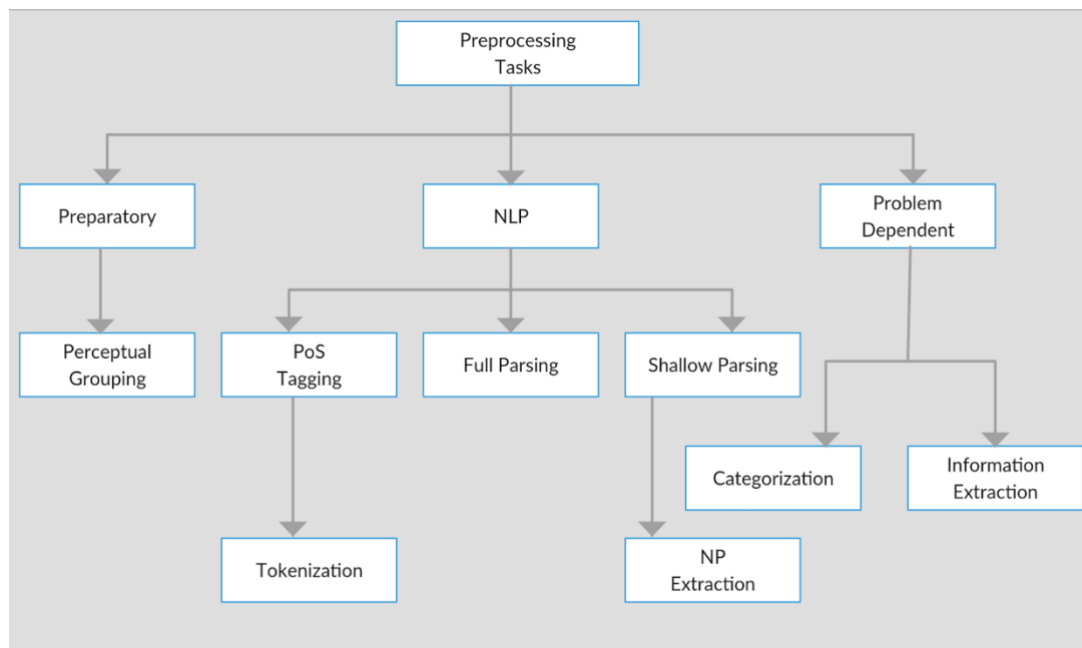 Preprocessing
Tasks
Preparatory
NLP
Problem
Dependent
Perceptual
Grouping
PoS
Tagging
Full Parsing
Shallow Parsing
Categorization
Information
Extraction
Tokenization
NP
Extraction